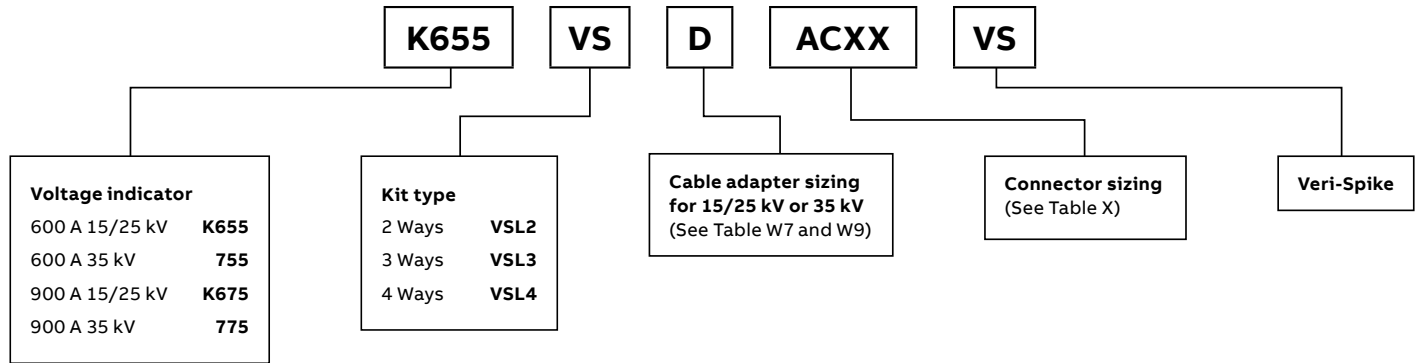 K655 VS D ACXX VS
Voltage indicator
600 A 15/25 kV K655
600 A 35 kV 755
900 A 15/25 kV K675
900 A 35 kV 775
Kit type
2 Ways VSL2
3 Ways VSL3
4 Ways VSL4
Cable adapter sizing
for 15/25 kV or 35 kV
(See Table W7 and W9)
Connector sizing
(See Table X)
Veri-Spike